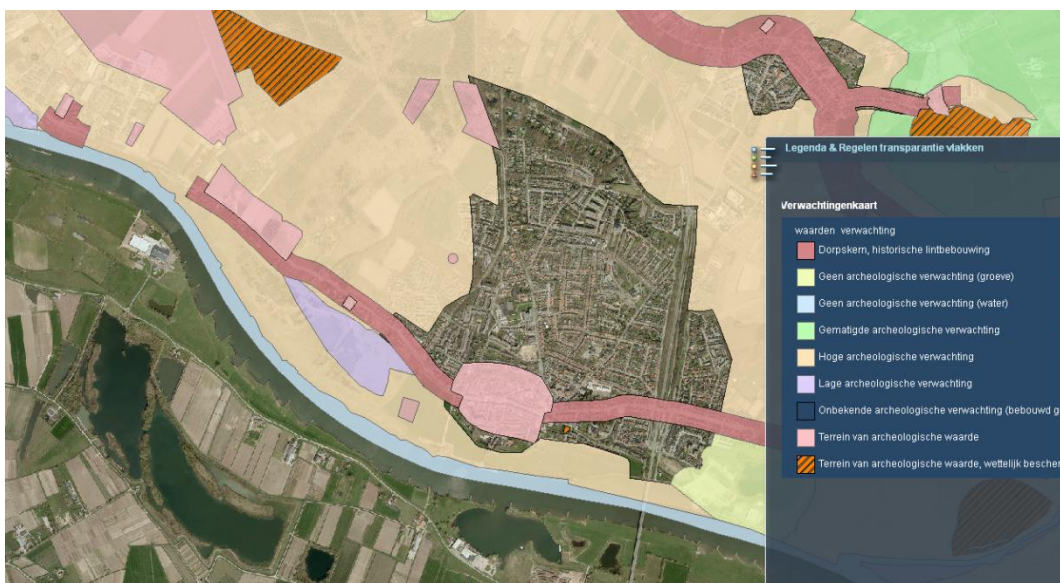 Legenda & Regelen transparantie vlakken
Verwachtingenkaart
waarden verwachting
Dorpskern, historische lintbebouwing
Geen archeologische verwachting (groeve)
Geen archeologische verwachting (water)
Gematigde archeologische verwachting
Hoge archeologische verwachting
Lage archeologische verwachting
Onbekende archeologische verwachting (bebouwd g
Terrein van archeologische waarde
Terrein van archeologische waarde, wettelijk bescher